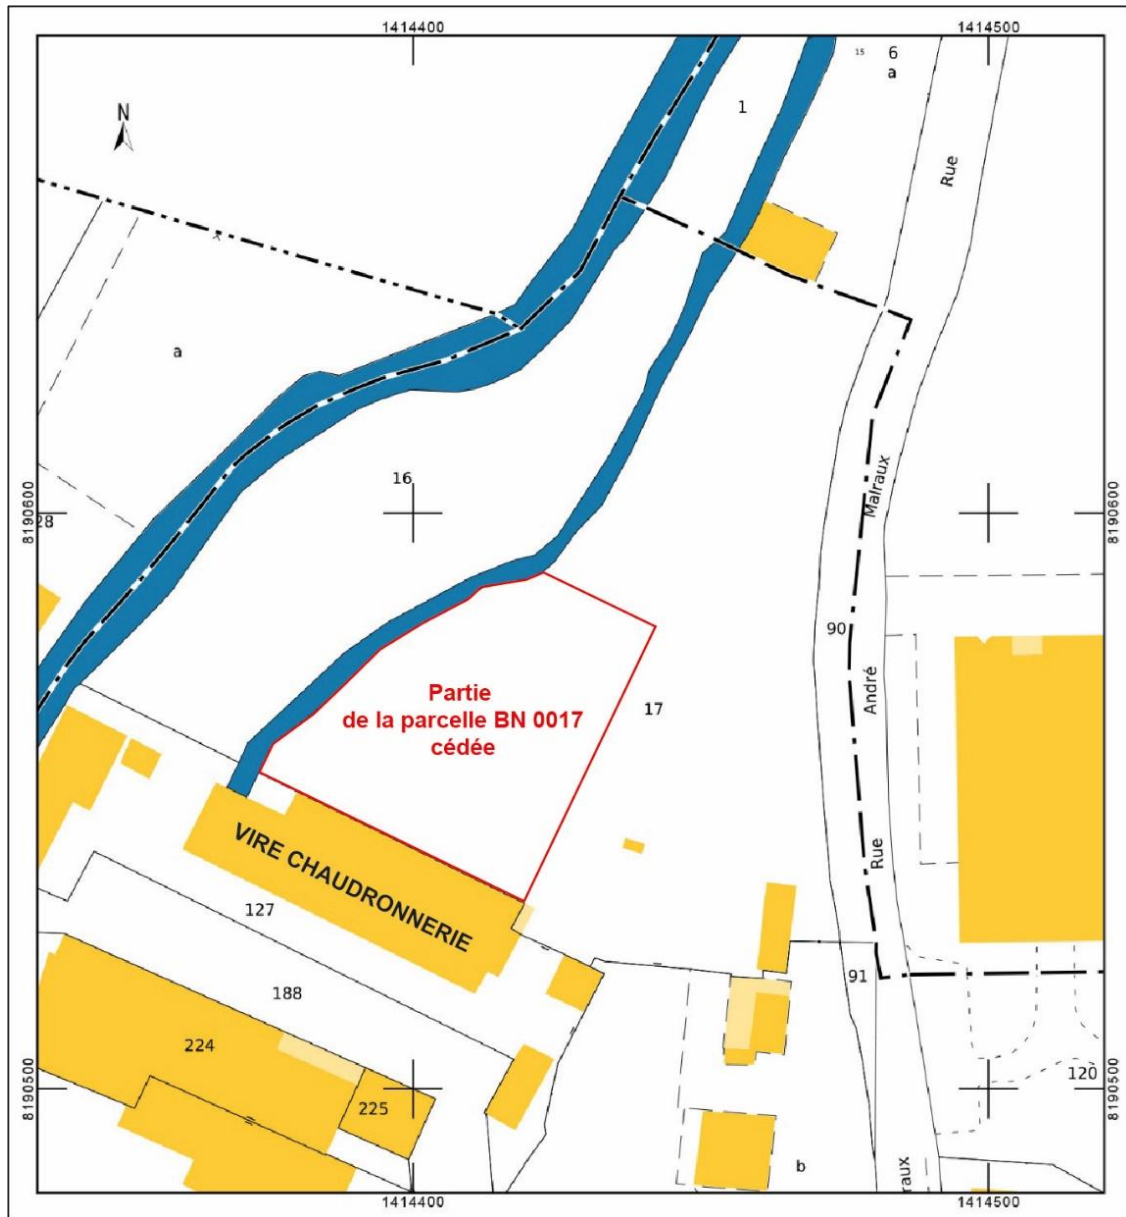 1414400
1414500
15
6
a
1
N
Rue
a
16
Malraux
8190600
8190600
28
90
André
17
Partie
de la parcelle BN 0017
cédée
VIRE CHAUDRONNERIE
Rue
127
91
188
224
225
120
8190500
8190500
b
raux
1414400
1414500